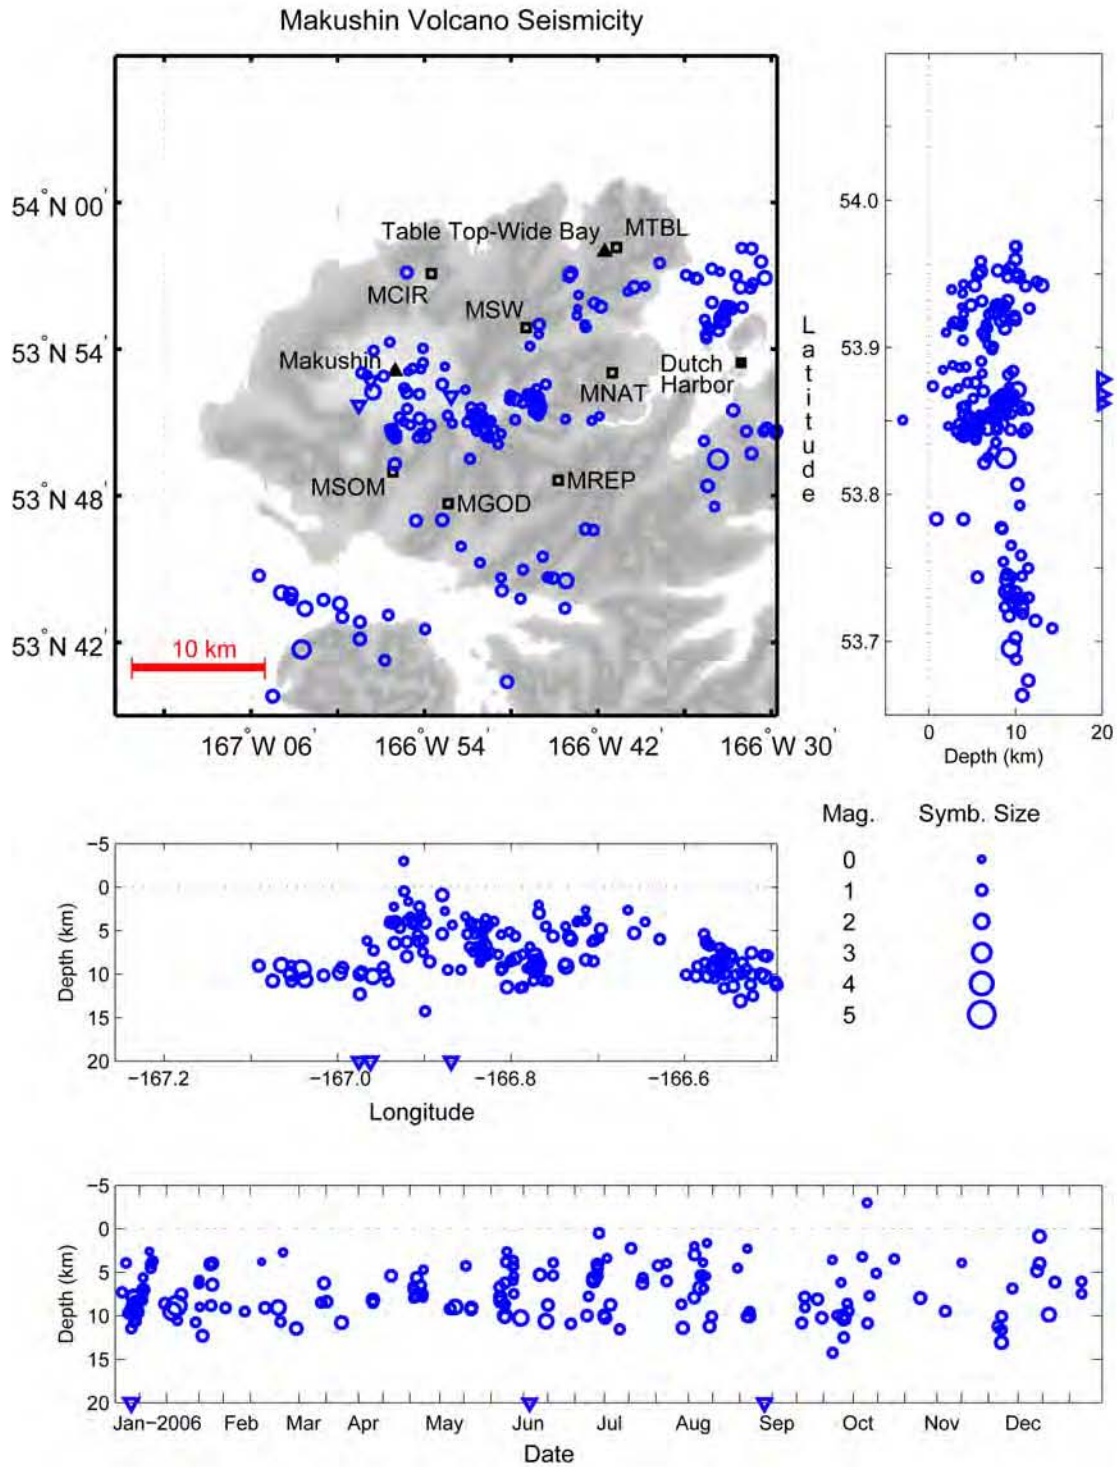 Makushin Volcano Seismicity
54°N 00'
53°N 54'
53°N 48'
53°N 42'
Table Top-Wide Bay
MTBL
MCIR
MSW
Makushin
Dutch
Harbor
MNAT
MSOM
MGOD
MREP
10 km
167°W 06'
166°W 54'
166°W 42'
166°W 30'
Latitude
54.0
53.9
53.8
53.7
0
10
20
Depth (km)
Mag.
Symb. Size
0
1
2
3
4
5
−5
0
5
10
15
20
Depth (km)
−167.2
−167.0
−166.8
−166.6
Longitude
−5
0
5
10
15
20
Depth (km)
Jan−2006
Feb
Mar
Apr
May
Jun
Jul
Aug
Sep
Oct
Nov
Dec
Date